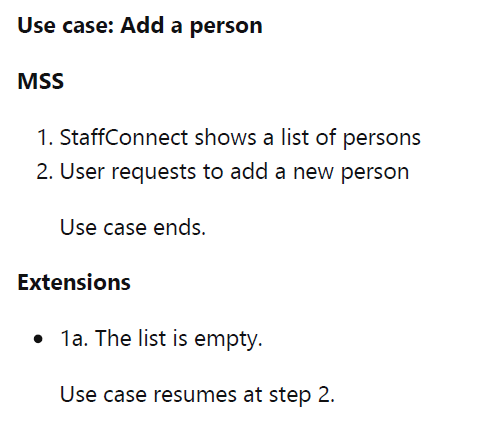 Use case: Add a person
MSS
1. StaffConnect shows a list of persons
2. User requests to add a new person
Use case ends.
Extensions
• 1a. The list is empty.
Use case resumes at step 2.